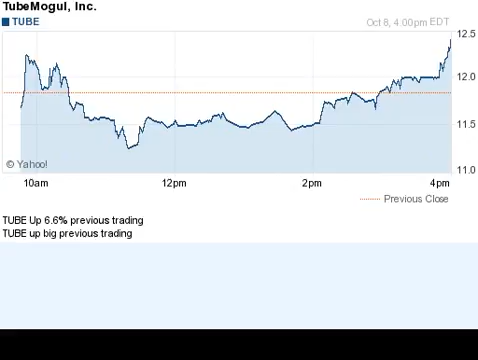 TubeMogul, Inc.
TUBE
Oct 8, 4:00pm EDT
12.5
12.0
11.5
11.0
© Yahoo!
10am 12pm 2pm 4pm
Previous Close
TUBE Up 6.6% previous trading
TUBE up big previous trading